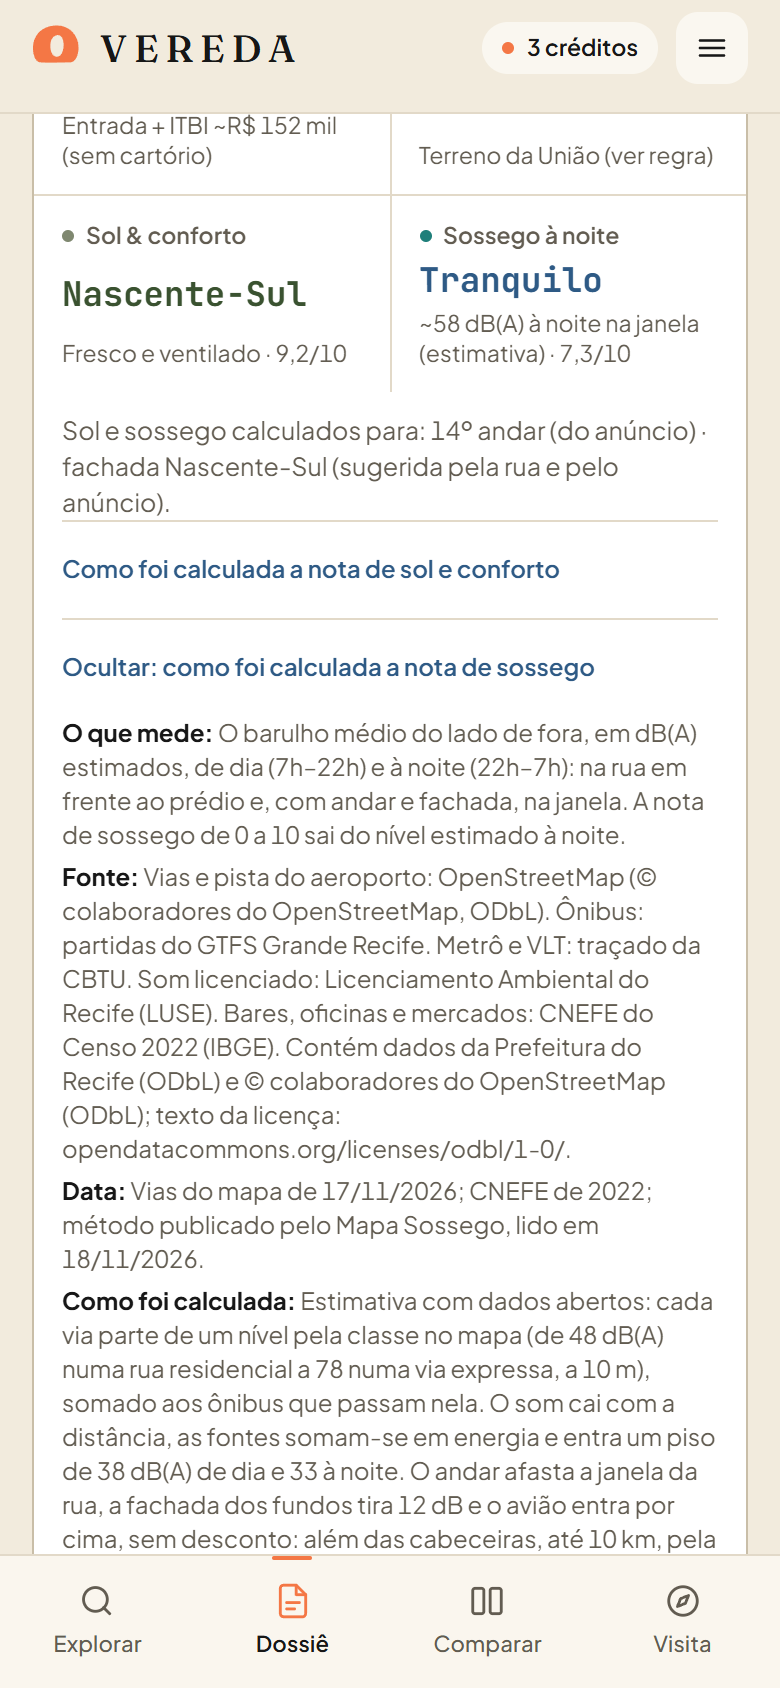 VEREDA
3 créditos
Entrada + ITBI ~R$ 152 mil
(sem cartório)
Terreno da União (ver regra)
Sol & conforto
Nascente-Sul
Fresco e ventilado · 9,2/10
Sossego à noite
Tranquilo
~58 dB(A) à noite na janela
(estimativa) · 7,3/10
Sol e sossego calculados para: 14º andar (do anúncio) ·
fachada Nascente-Sul (sugerida pela rua e pelo
anúncio).
Como foi calculada a nota de sol e conforto
Ocultar: como foi calculada a nota de sossego
O que mede: O barulho médio do lado de fora, em dB(A)
estimados, de dia (7h–22h) e à noite (22h–7h): na rua em
frente ao prédio e, com andar e fachada, na janela. A nota
de sossego de 0 a 10 sai do nível estimado à noite.
Fonte: Vias e pista do aeroporto: OpenStreetMap (©
colaboradores do OpenStreetMap, ODbL). Ônibus:
partidas do GTFS Grande Recife. Metrô e VLT: traçado da
CBTU. Som licenciado: Licenciamento Ambiental do
Recife (LUSE). Bares, oficinas e mercados: CNEFE do
Censo 2022 (IBGE). Contém dados da Prefeitura do
Recife (ODbL) e © colaboradores do OpenStreetMap
(ODbL); texto da licença:
opendatacommons.org/licenses/odbl/1-0/.
Data: Vias do mapa de 17/11/2026; CNEFE de 2022;
método publicado pelo Mapa Sossego, lido em
18/11/2026.
Como foi calculada: Estimativa com dados abertos: cada
via parte de um nível pela classe no mapa (de 48 dB(A)
numa rua residencial a 78 numa via expressa, a 10 m),
somado aos ônibus que passam nela. O som cai com a
distância, as fontes somam-se em energia e entra um piso
de 38 dB(A) de dia e 33 à noite. O andar afasta a janela da
rua, a fachada dos fundos tira 12 dB e o avião entra por
cima, sem desconto: além das cabeceiras, até 10 km, pela
Explorar
Dossiê
Comparar
Visita